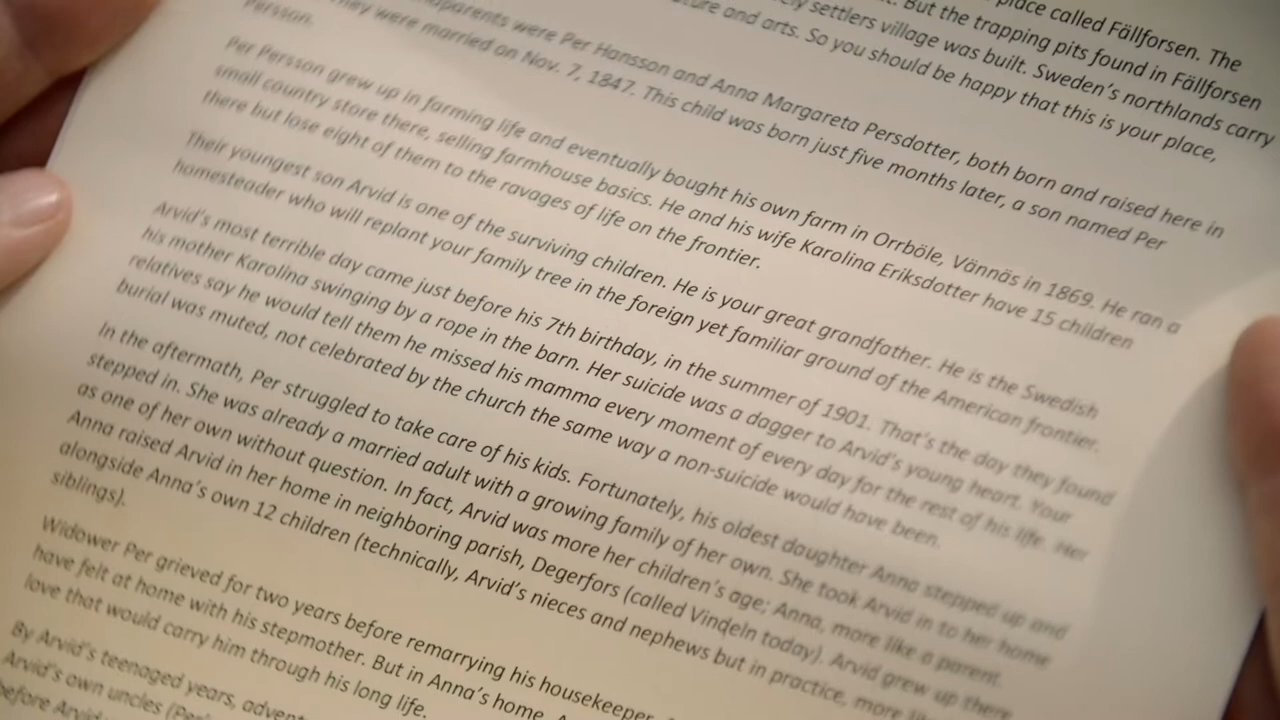 place called Fällforsen. The
But the trapping pits found in Fällforsen
settlers village was built. Sweden's northlands carry
and arts. So you should be happy that this is your place,
were Per Hansson and Anna Margareta Persdotter, both born and raised here in
They were married on Nov. 7, 1847. This child was born just five months later, a son named Per
Persson.
Per Persson grew up in farming life and eventually bought his own farm in Orrböle, Vännäs in 1869. He ran a
small country store there, selling farmhouse basics. He and his wife Karolina Eriksdotter have 15 children
there but lose eight of them to the ravages of life on the frontier.
Their youngest son Arvid is one of the surviving children. He is your great grandfather. He is the Swedish
homesteader who will replant your family tree in the foreign yet familiar ground of the American frontier.
Arvid's most terrible day came just before his 7th birthday, in the summer of 1901. That's the day they found
his mother Karolina swinging by a rope in the barn. Her suicide was a dagger to Arvid's young heart. Your
relatives say he would tell them he missed his mamma every moment of every day for the rest of his life. Her
burial was muted, not celebrated by the church the same way a non-suicide would have been.
In the aftermath, Per struggled to take care of his kids. Fortunately, his oldest daughter Anna stepped up and
stepped in. She was already a married adult with a growing family of her own. She took Arvid in to her home
as one of her own without question. In fact, Arvid was more her children's age; Anna, more like a parent.
Anna raised Arvid in her home in neighboring parish, Degerfors (called Vindeln today). Arvid grew up there
alongside Anna's own 12 children (technically, Arvid's nieces and nephews but in practice, more
siblings).
Widower Per grieved for two years before remarrying his housekeeper
have felt at home with his stepmother. But in Anna's home
love that would carry him through his long life.
By Arvid's teenaged years,
Arvid's own uncles
before Arvid